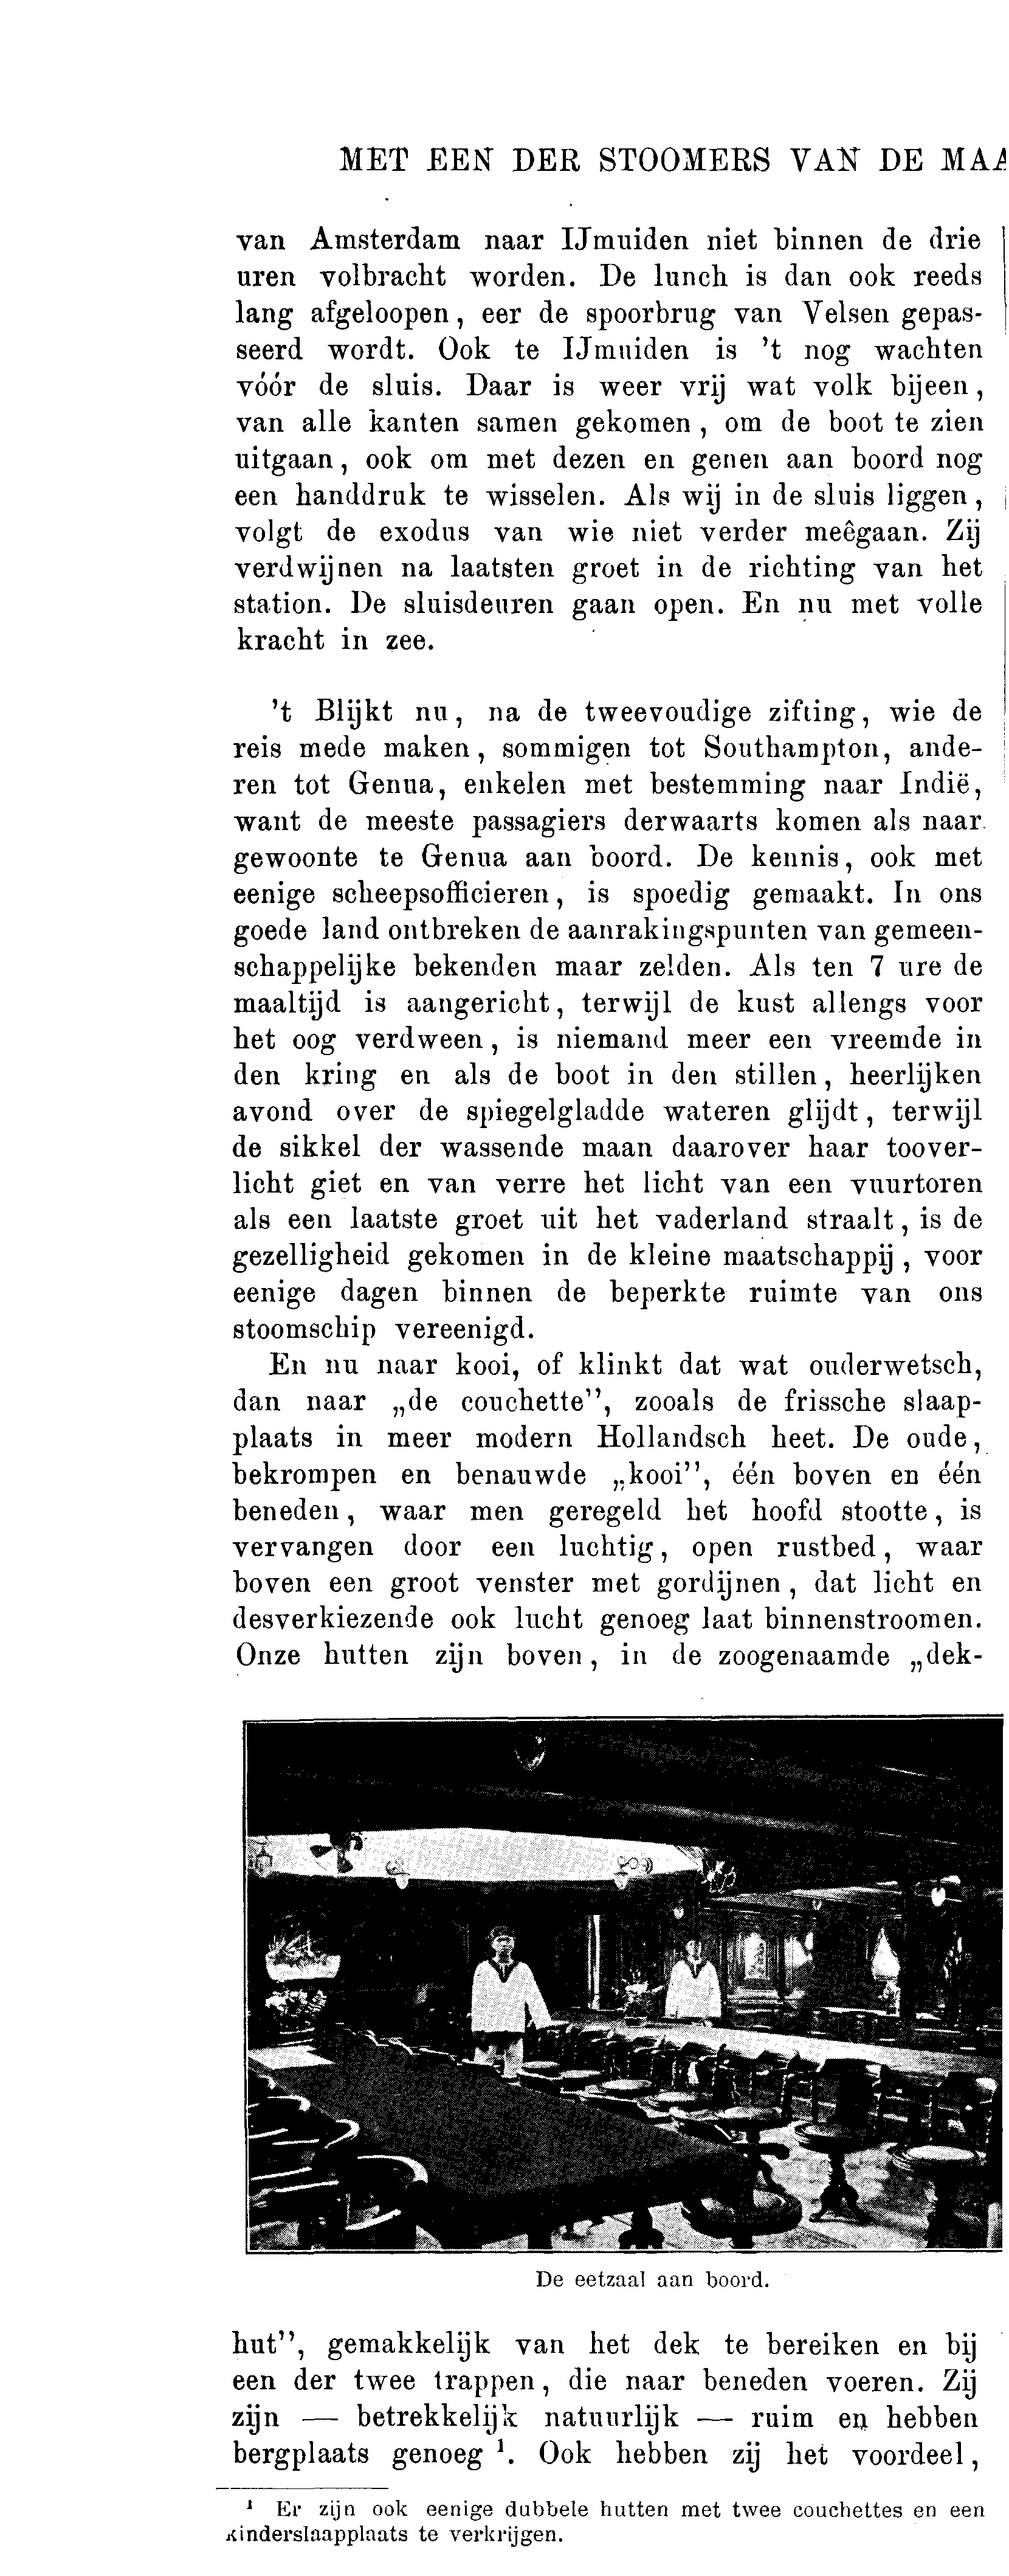 MET EEN DER STOOMERS VAN DE MAA
van Amsterdam naar IJmuiden niet binnen de drie
uren volbracht worden. De lunch is dan ook reeds
lang afgeloopen, eer de spoorbrug van Velsen gepas-
seerd wordt. Ook te IJmuiden is 't nog wachten
vóór de sluis. Daar is weer vrij wat volk bijeen,
van alle kanten samen gekomen, om de boot te zien
uitgaan, ook om met dezen en genen aan boord nog
een handdruk te wisselen. Als wij in de sluis liggen,
volgt de exodus van wie niet verder meêgaan. Zij
verdwijnen na laatsten groet in de richting van het
station. De sluisdeuren gaan open. En nu met volle
kracht in zee.
't Blijkt nu, na de tweevoudige zifting, wie de
reis mede maken, sommigen tot Southampton, ande-
ren tot Genua, enkelen met bestemming naar Indië,
want de meeste passagiers derwaarts komen als naar
gewoonte te Genua aan boord. De kennis, ook met
eenige scheepsofficieren, is spoedig gemaakt. In ons
goede land ontbreken de aanrakingspunten van gemeen-
schappelijke bekenden maar zelden. Als ten 7 ure de
maaltijd is aangericht, terwijl de kust allengs voor
het oog verdween, is niemand meer een vreemde in
den kring en als de boot in den stillen, heerlijken
avond over de spiegelgladde wateren glijdt, terwijl
de sikkel der wassende maan daarover haar toover-
licht giet en van verre het licht van een vuurtoren
als een laatste groet uit het vaderland straalt, is de
gezelligheid gekomen in de kleine maatschappij, voor
eenige dagen binnen de beperkte ruimte van ons
stoomschip vereenigd.
En nu naar kooi, of klinkt dat wat ouderwetsch,
dan naar „de couchette”, zooals de frissche slaap-
plaats in meer modern Hollandsch heet. De oude,
bekrompen en benauwde „kooi”, één boven en één
beneden, waar men geregeld het hoofd stootte, is
vervangen door een luchtig, open rustbed, waar
boven een groot venster met gordijnen, dat licht en
desverkiezende ook lucht genoeg laat binnenstroomen.
Onze hutten zijn boven, in de zoogenaamde „dek-
De eetzaal aan boord.
hut”, gemakkelijk van het dek te bereiken en bij
een der twee trappen, die naar beneden voeren. Zij
zijn — betrekkelijk natuurlijk — ruim en hebben
bergplaats genoeg ¹. Ook hebben zij het voordeel,
¹ Er zijn ook eenige dubbele hutten met twee couchettes en een
kinderslaapplaats te verkrijgen.